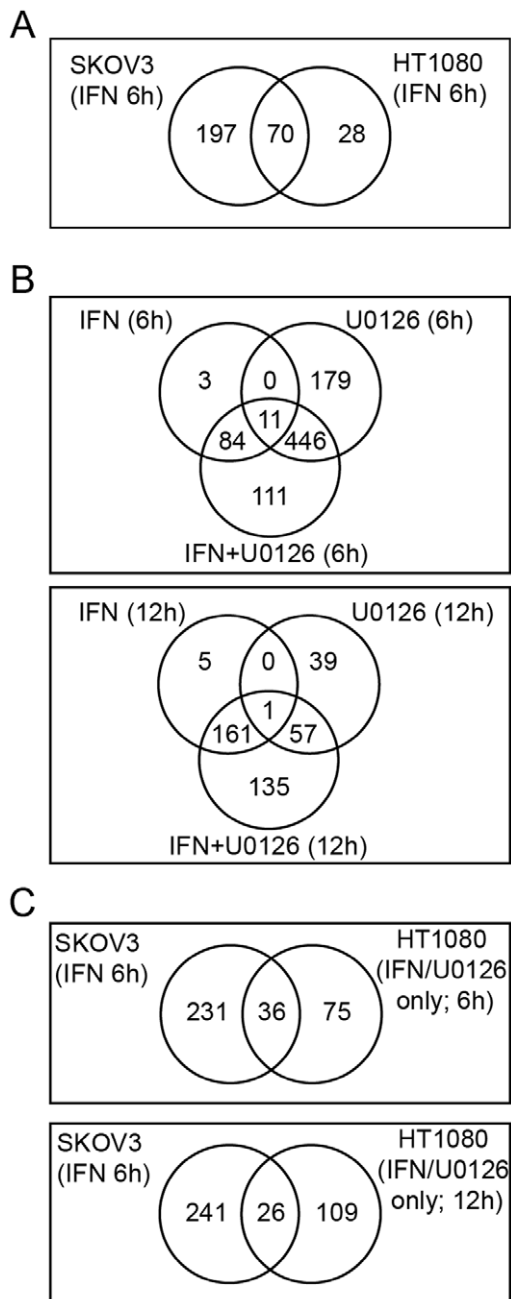 A
SKOV3
(IFN 6h)
HT1080
(IFN 6h)
197
70
28
B
IFN (6h)
U0126 (6h)
3
0
179
11
84
446
111
IFN+U0126 (6h)
IFN (12h)
U0126 (12h)
5
0
39
1
161
57
135
IFN+U0126 (12h)
C
SKOV3
(IFN 6h)
HT1080
(IFN/U0126
only; 6h)
231
36
75
SKOV3
(IFN 6h)
HT1080
(IFN/U0126
only; 12h)
241
26
109